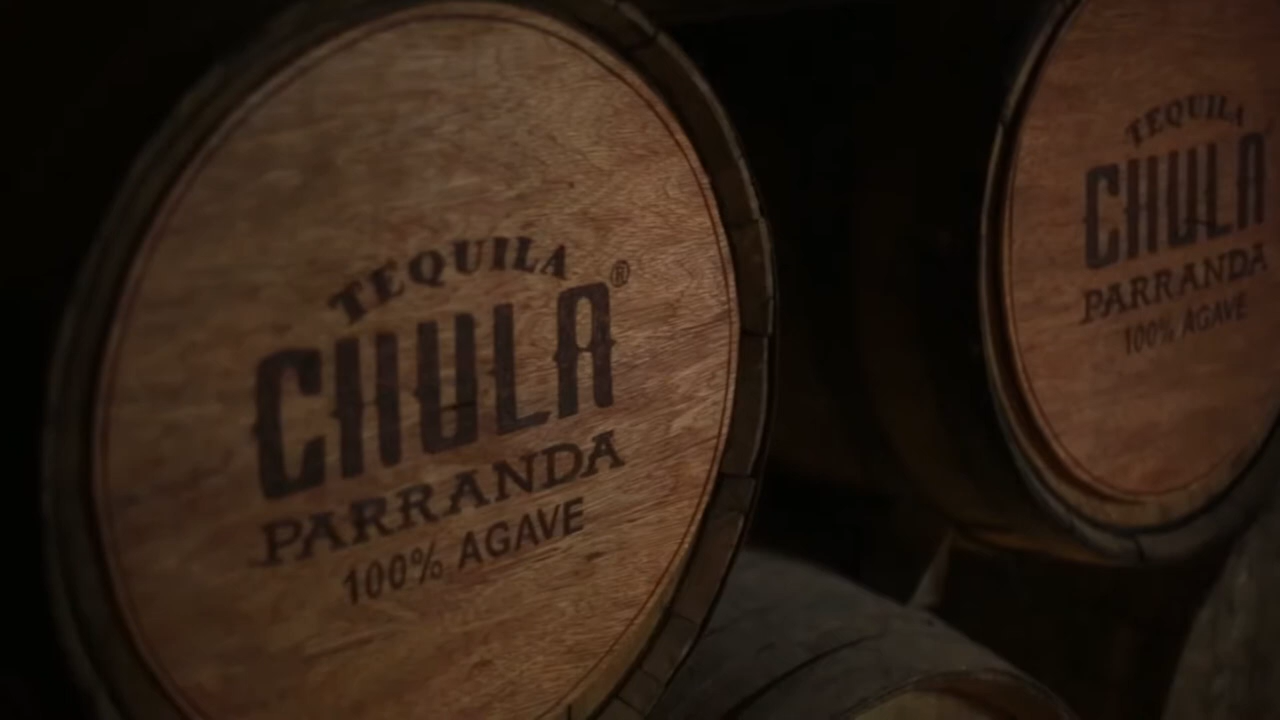 TEQUILA
CHULA®
PARRANDA
100% AGAVE
TEQUILA
CHULA
PARRANDA
100% AGAVE